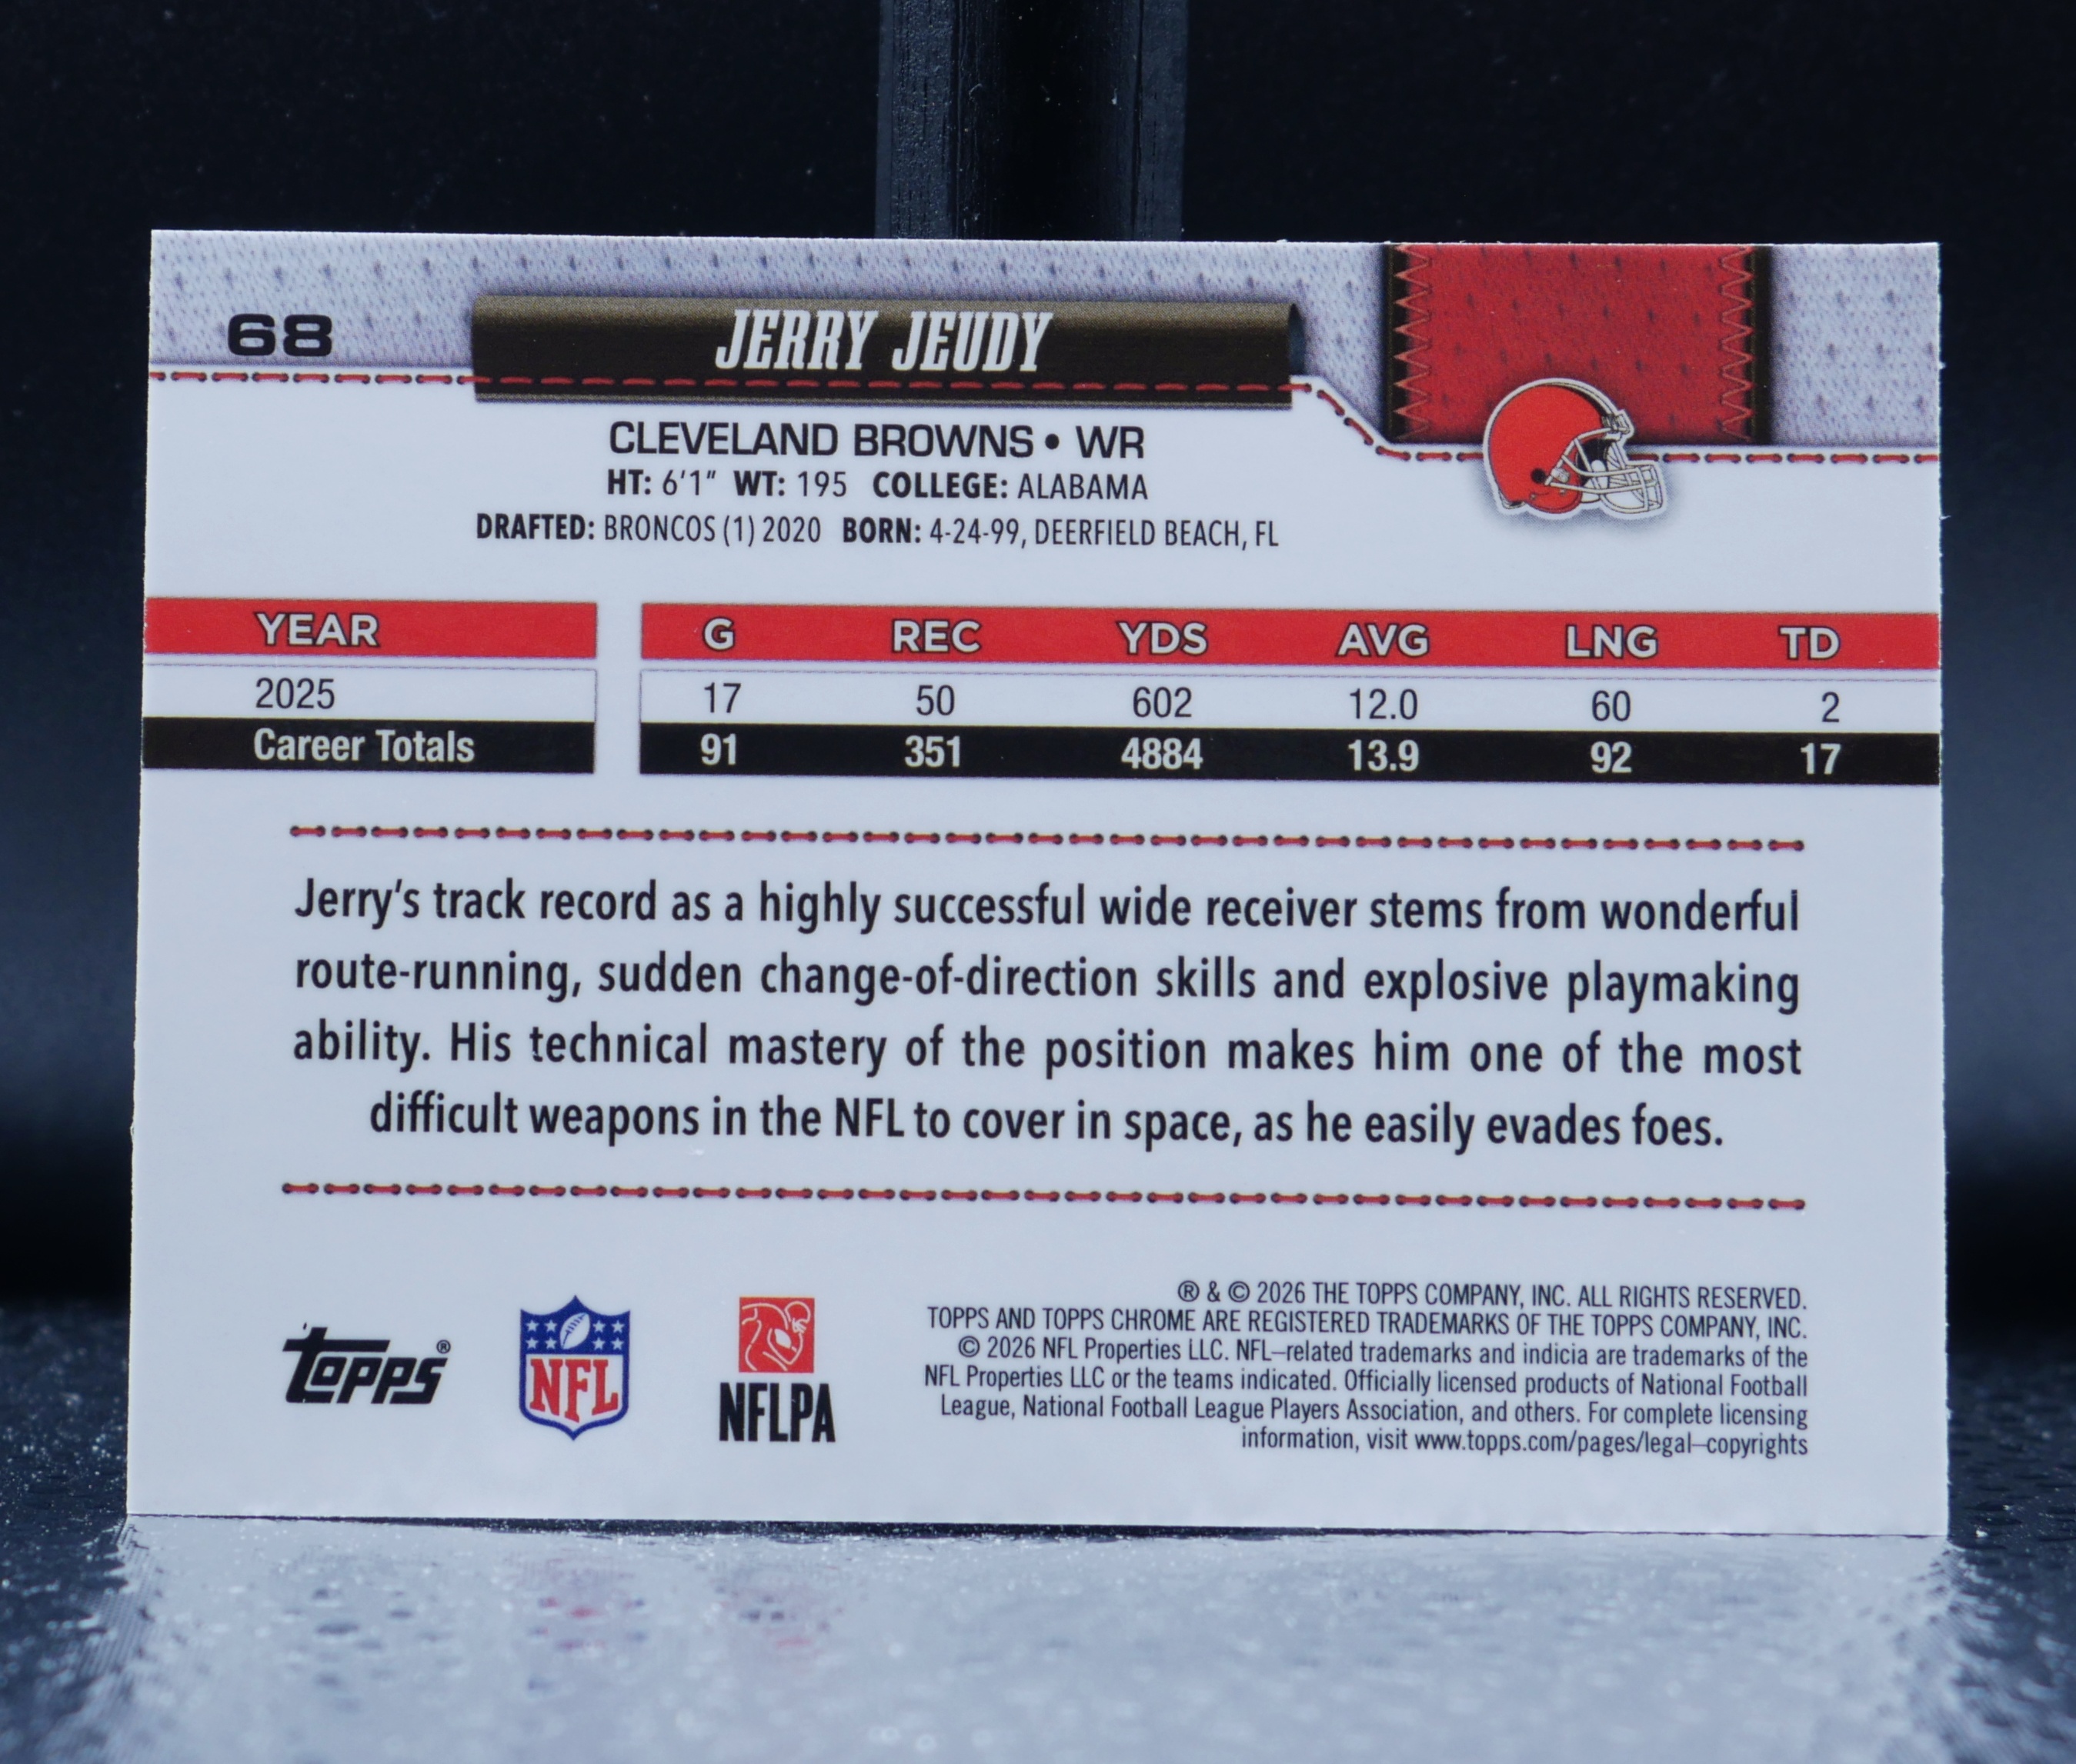 68
JERRY JEUDY
CLEVELAND BROWNS • WR
HT: 6'1" WT: 195 COLLEGE: ALABAMA
DRAFTED: BRONCOS (1) 2020 BORN: 4-24-99, DEERFIELD BEACH, FL
YEAR G REC YDS AVG LNG TD
2025 17 50 602 12.0 60 2
Career Totals 91 351 4884 13.9 92 17
Jerry's track record as a highly successful wide receiver stems from wonderful
route-running, sudden change-of-direction skills and explosive playmaking
ability. His technical mastery of the position makes him one of the most
difficult weapons in the NFL to cover in space, as he easily evades foes.
topps®
NFL
NFLPA
® & © 2026 THE TOPPS COMPANY, INC. ALL RIGHTS RESERVED.
TOPPS AND TOPPS CHROME ARE REGISTERED TRADEMARKS OF THE TOPPS COMPANY, INC.
© 2026 NFL Properties LLC. NFL–related trademarks and indicia are trademarks of the
NFL Properties LLC or the teams indicated. Officially licensed products of National Football
League, National Football League Players Association, and others. For complete licensing
information, visit www.topps.com/pages/legal–copyrights